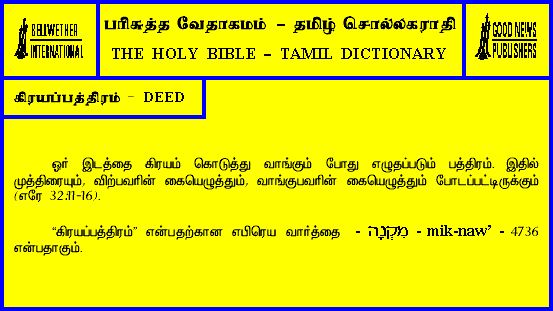 BELLWETHER
INTERNATIONAL
பரிசுத்த வேதாகமம் – தமிழ் சொல்லகராதி
THE HOLY BIBLE – TAMIL DICTIONARY
GOOD NEWS
PUBLISHERS
கிரயப்பத்திரம் – DEED
ஓர் இடத்தை கிரயம் கொடுத்து வாங்கும் போது எழுதப்படும் பத்திரம். இதில்
முத்திரையும், விற்பவரின் கையெழுத்தும், வாங்குபவரின் கையெழுத்தும் போடப்பட்டிருக்கும்
(எரே 32:11-16).
“கிரயப்பத்திரம்” என்பதற்கான எபிரெய வார்த்தை - מִקְנָה - mik-naw’ - 4736
என்பதாகும்.